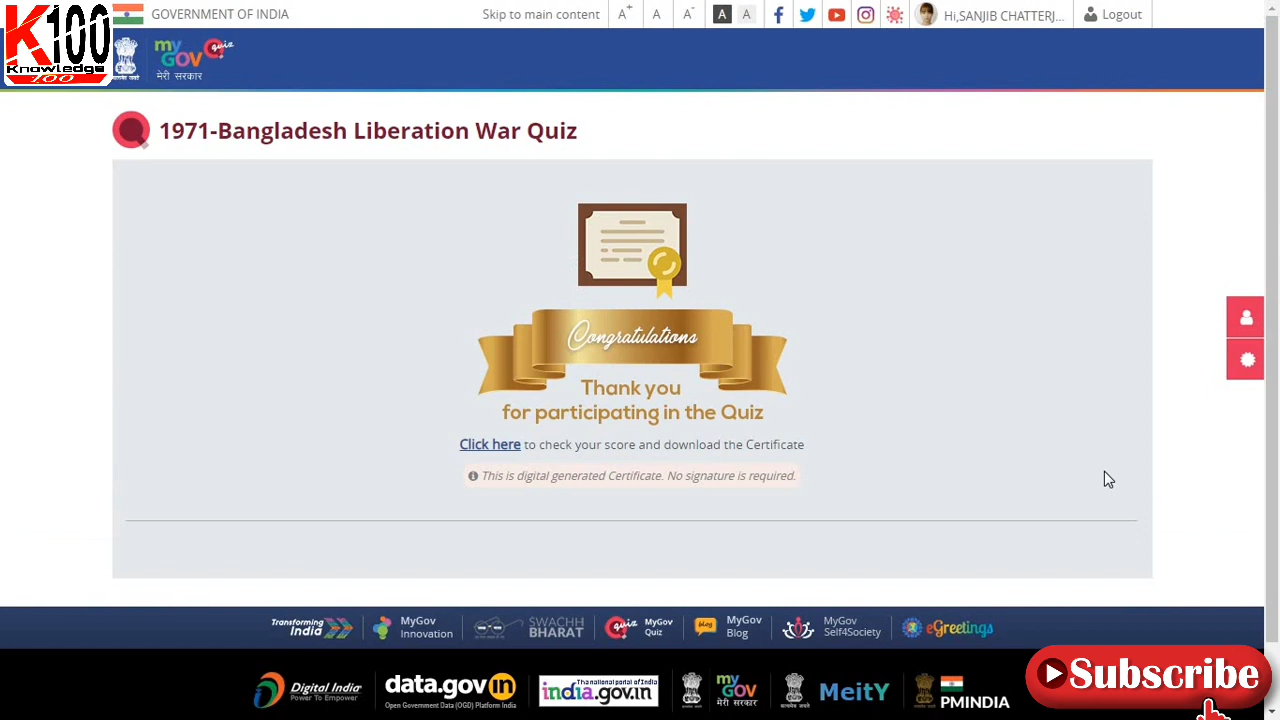 GOVERNMENT OF INDIA
Skip to main content
A+
A
A-
A
A
Hi,SANJIB CHATTERJ...
Logout
K100
Knowledge
100
my
GOV
quiz
मेरी सरकार
1971-Bangladesh Liberation War Quiz
Congratulations
Thank you
for participating in the Quiz
Click here to check your score and download the Certificate
This is digital generated Certificate. No signature is required.
Transforming
India
MyGov
Innovation
SWACHH
BHARAT
quiz
MyGov
Quiz
blog
MyGov
Blog
MyGov
Self4Society
eGreetings
Digital India
Power To Empower
data.gov in
Open Government Data (OGD) Platform India
The national portal of India
india.gov.in
my
GOV
मेरी सरकार
MeitY
PMINDIA
Subscribe